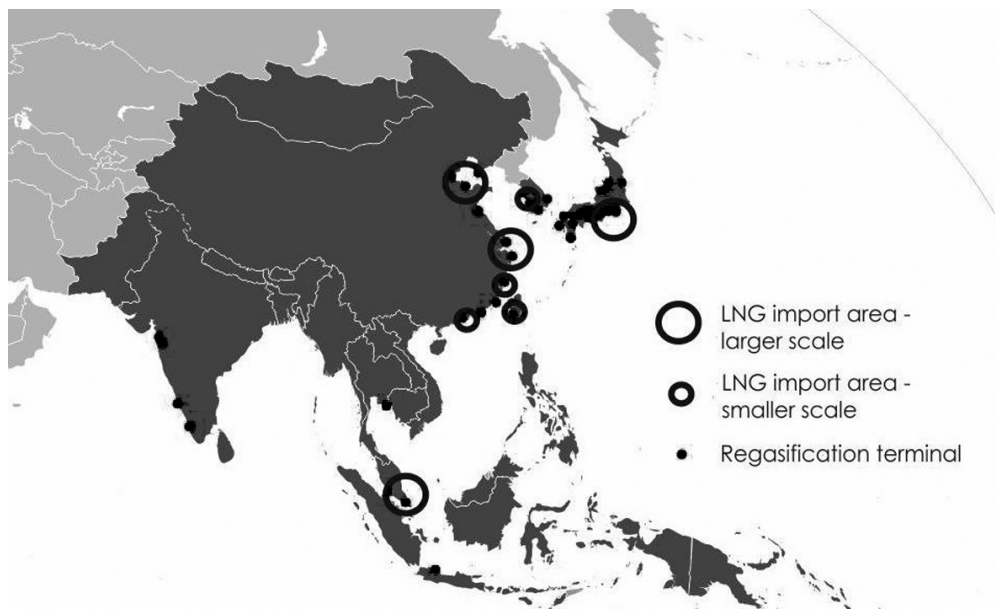 LNG import area -
larger scale
LNG import area -
smaller scale
Regasification terminal